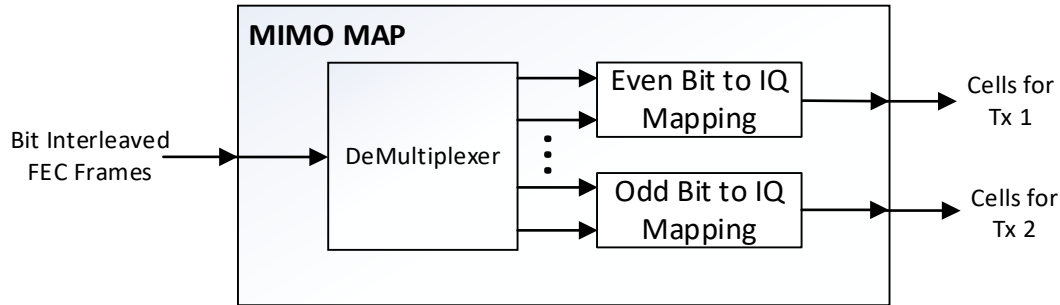 MIMO MAP
Bit Interleaved
FEC Frames
DeMultiplexer
Even Bit to IQ
Mapping
Odd Bit to IQ
Mapping
Cells for
Tx 1
Cells for
Tx 2